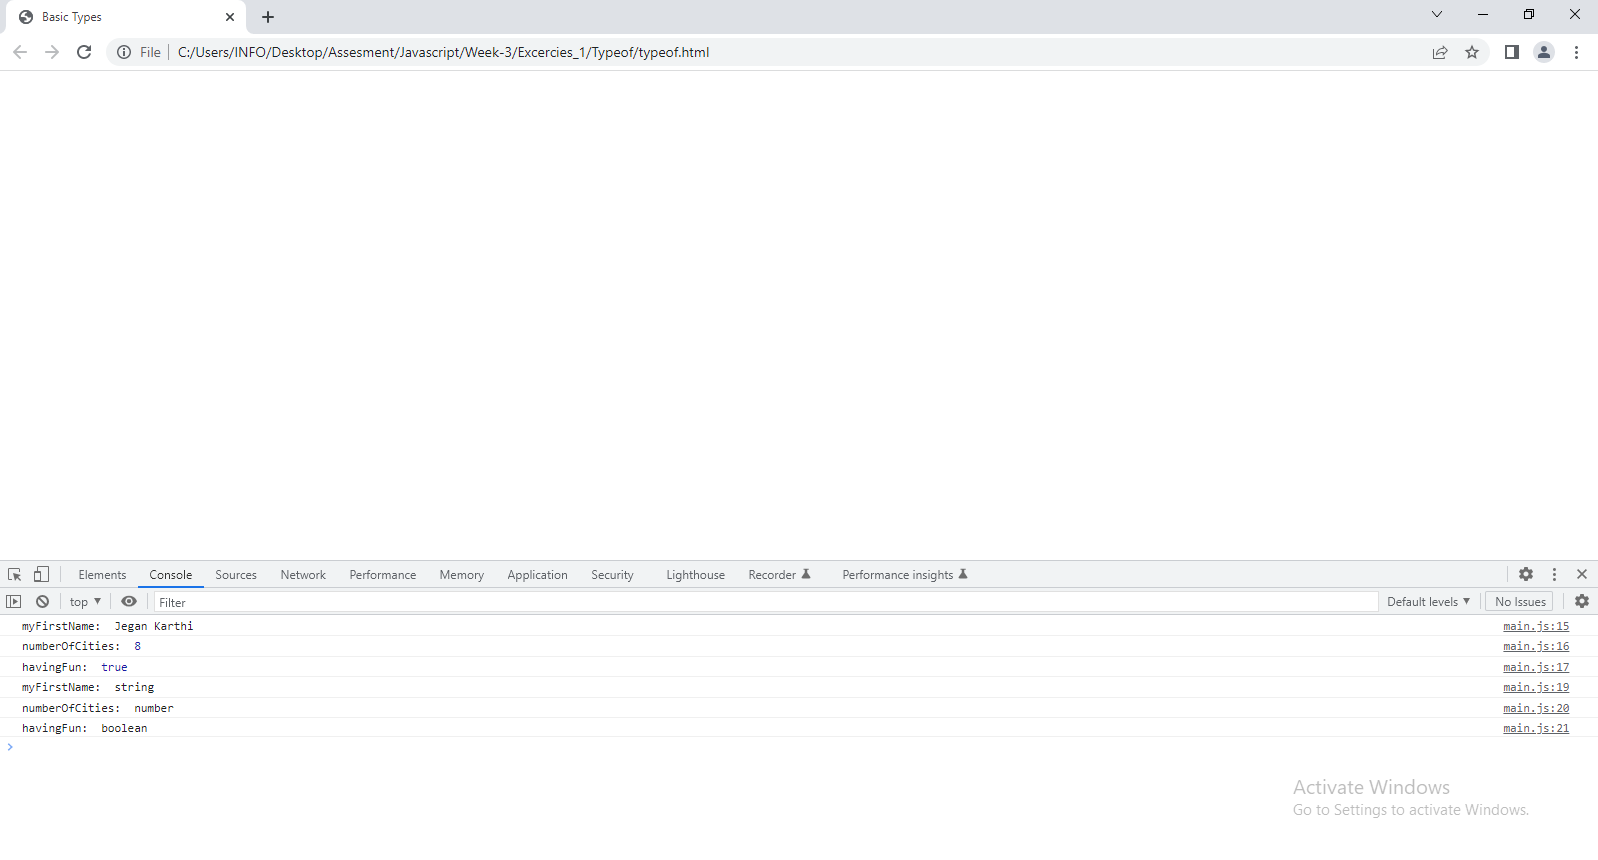 Basic Types
File C:/Users/INFO/Desktop/Assesment/Javascript/Week-3/Excercies_1/Typeof/typeof.html
Elements Console Sources Network Performance Memory Application Security Lighthouse Recorder Performance insights
top Filter Default levels No Issues
myFirstName:  Jegan Karthi main.js:15
numberOfCities:  8 main.js:16
havingFun:  true main.js:17
myFirstName:  string main.js:19
numberOfCities:  number main.js:20
havingFun:  boolean main.js:21
Activate Windows
Go to Settings to activate Windows.